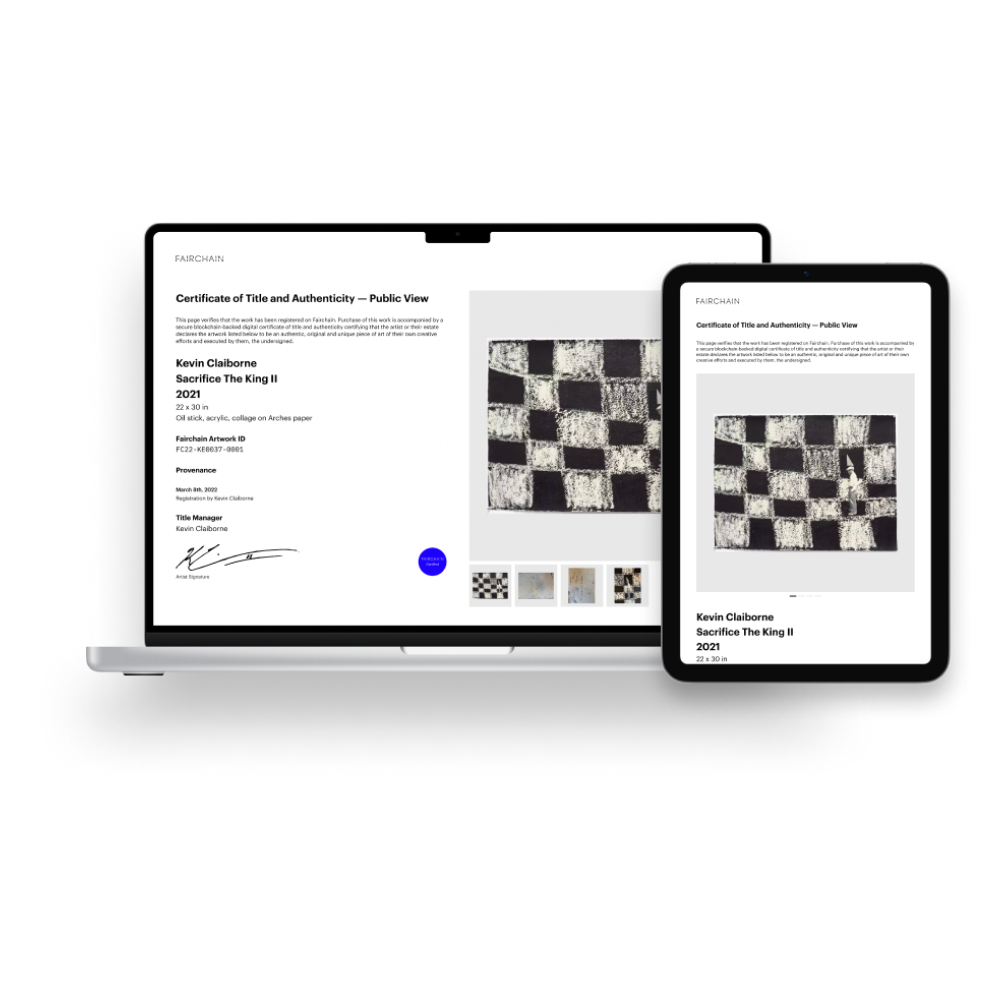 FAIRCHAIN
Certificate of Title and Authenticity — Public View
This page verifies that the work has been registered on Fairchain. Purchase of this work is accompanied by a
secure blockchain-backed digital certificate of title and authenticity certifying that the artist or their estate
declares the artwork listed below to be an authentic, original and unique piece of art of their own creative
efforts and executed by them, the undersigned.
Kevin Claiborne
Sacrifice The King II
2021
22 x 30 in
Oil stick, acrylic, collage on Arches paper
Fairchain Artwork ID
FC22-KE0037-0001
Provenance
March 8th, 2022
Registration by Kevin Claiborne
Title Manager
Kevin Claiborne
Artist Signature
FAIRCHAIN
Certified
FAIRCHAIN
Certificate of Title and Authenticity — Public View
This page verifies that the work has been registered on Fairchain. Purchase of this work is accompanied by
a secure blockchain-backed digital certificate of title and authenticity certifying that the artist or their
estate declares the artwork listed below to be an authentic, original and unique piece of art of their own
creative efforts and executed by them, the undersigned.
Kevin Claiborne
Sacrifice The King II
2021
22 x 30 in